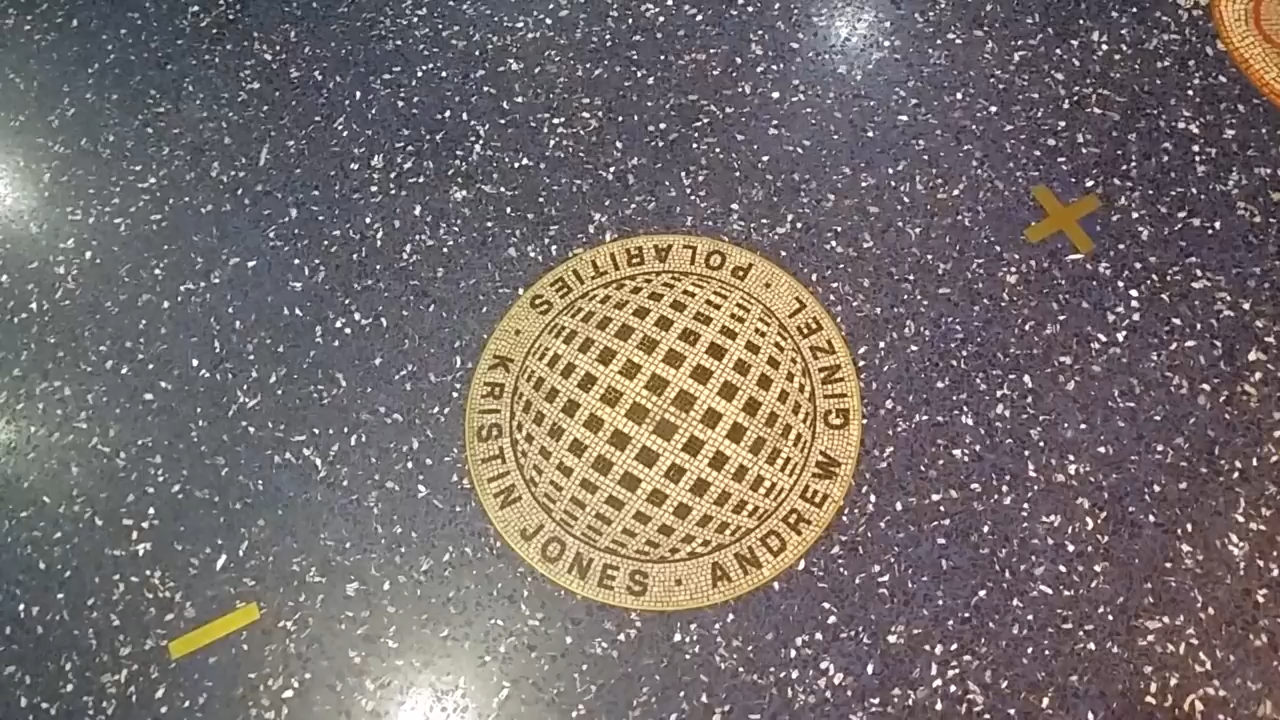 KRISTIN JONES · ANDREW GINZEL · POLARITIES ·